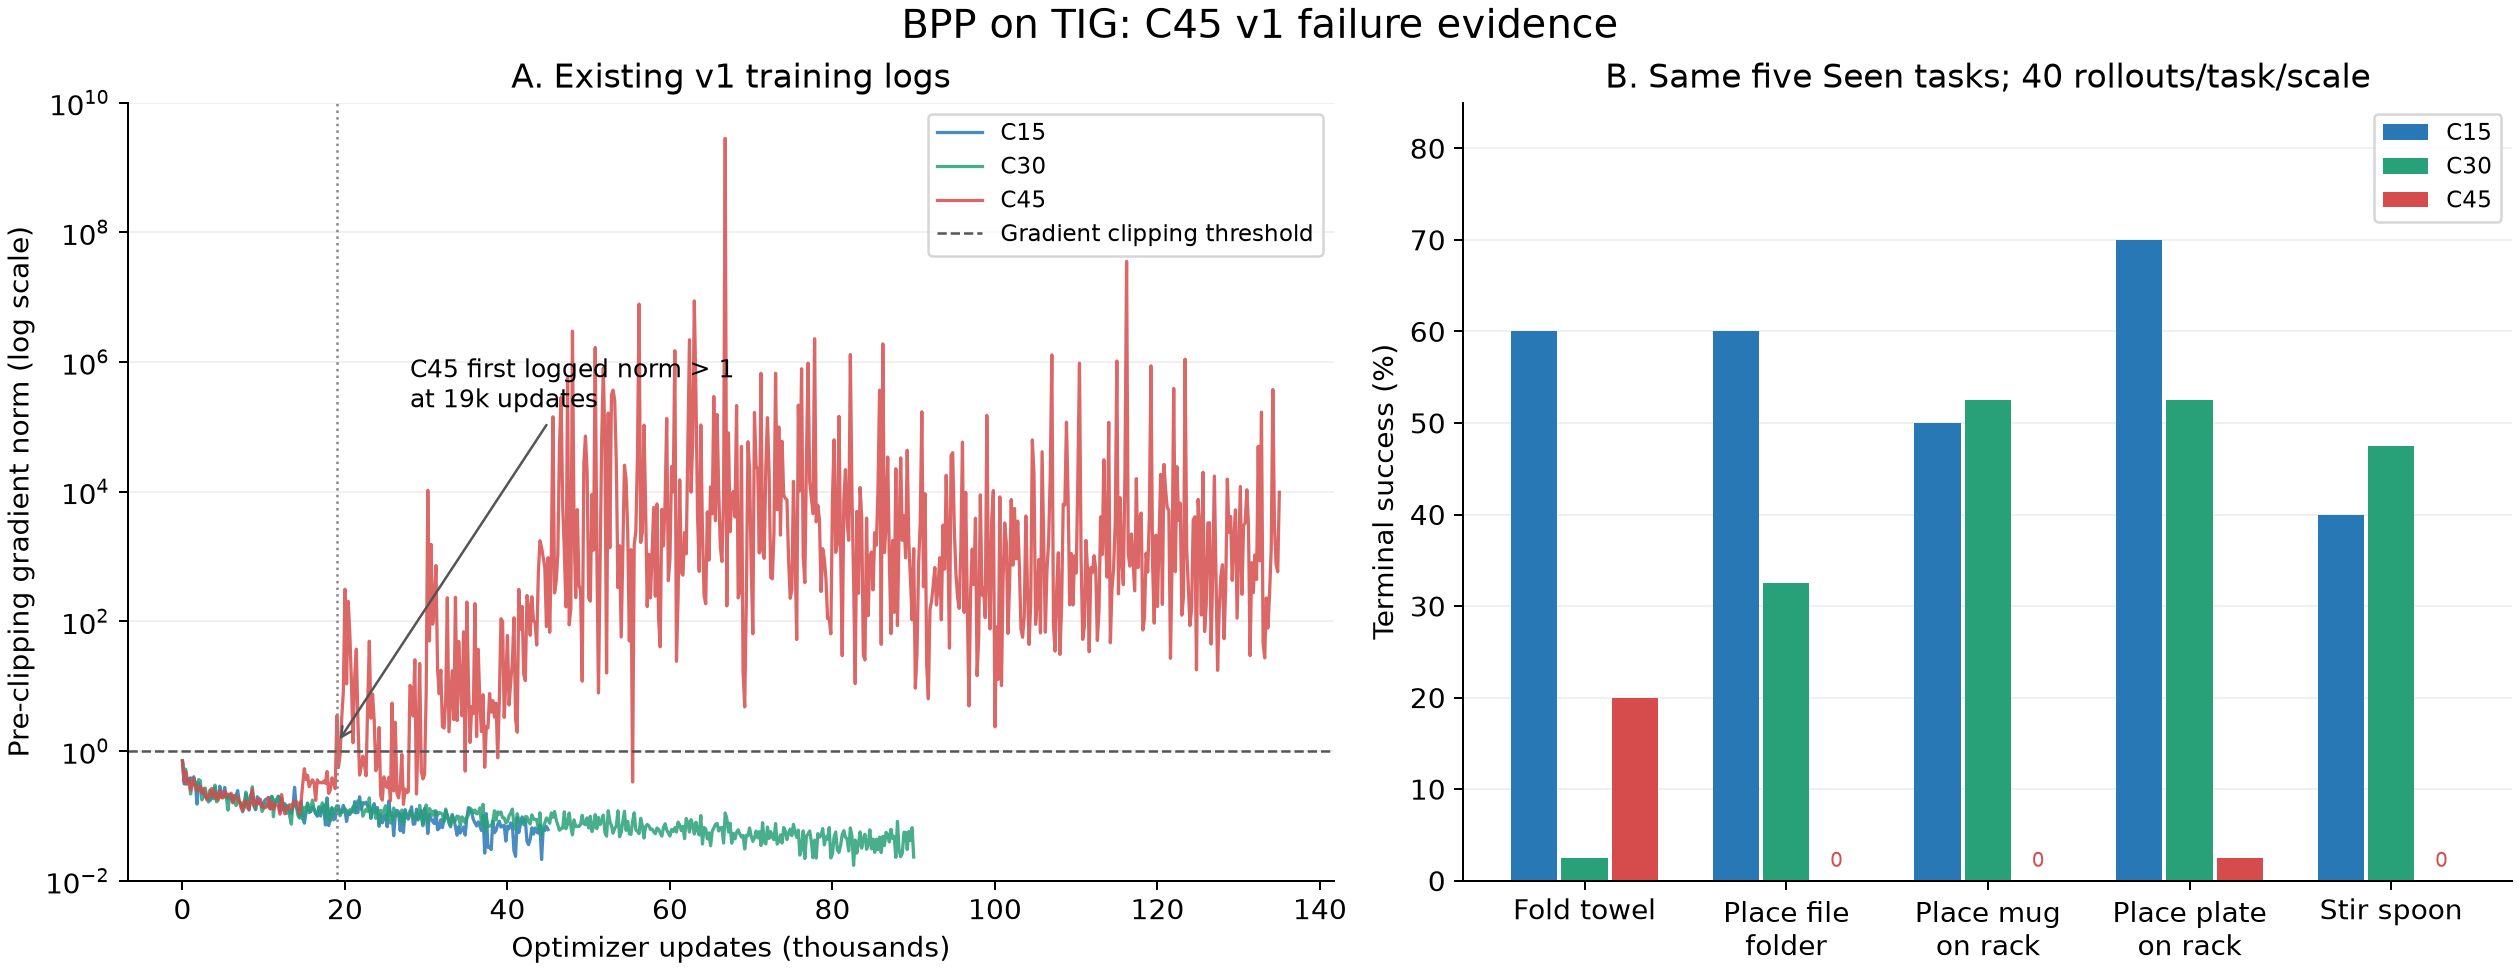 BPP on TIG: C45 v1 failure evidence
A. Existing v1 training logs
Pre-clipping gradient norm (log scale)
10^10
10^8
10^6
10^4
10^2
10^0
10^−2
C15
C30
C45
Gradient clipping threshold
C45 first logged norm > 1
at 19k updates
0 20 40 60 80 100 120 140
Optimizer updates (thousands)
B. Same five Seen tasks; 40 rollouts/task/scale
Terminal success (%)
80
70
60
50
40
30
20
10
0
C15
C30
C45
0 0 0
Fold towel
Place file
folder
Place mug
on rack
Place plate
on rack
Stir spoon